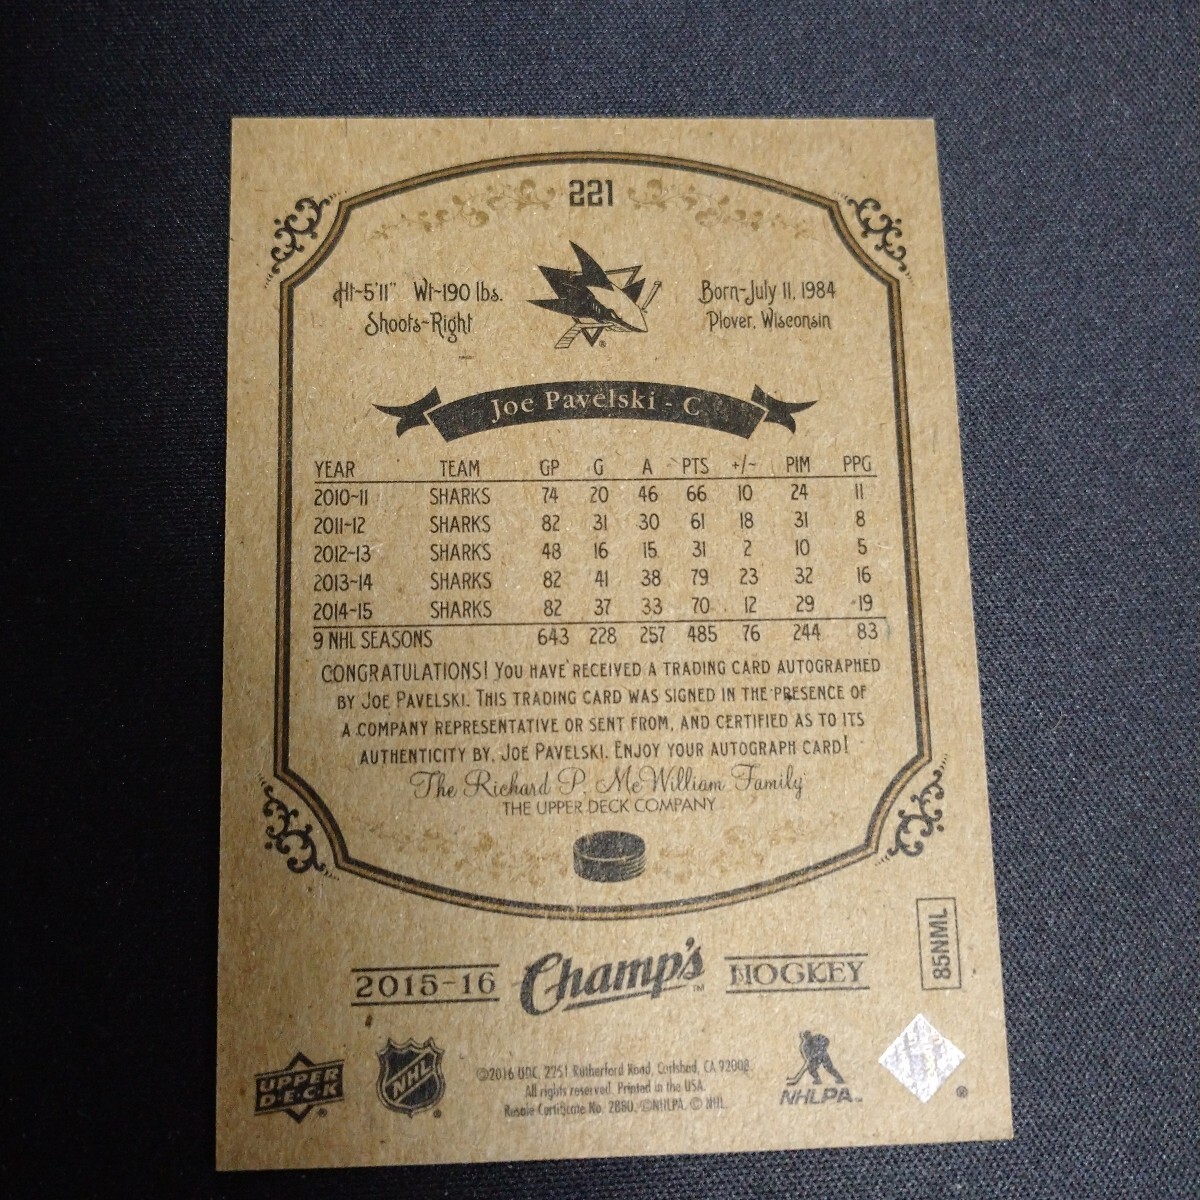 221
Ht~5'11" Wt~190 lbs.
Shoots~Right
Born~July 11, 1984
Plover, Wisconsin
Joe Pavelski - C
YEAR TEAM GP G A PTS +/~ PIM PPG
2010~11 SHARKS 74 20 46 66 10 24 11
2011~12 SHARKS 82 31 30 61 18 31 8
2012~13 SHARKS 48 16 15 31 2 10 5
2013~14 SHARKS 82 41 38 79 23 32 16
2014~15 SHARKS 82 37 33 70 12 29 19
9 NHL SEASONS 643 228 257 485 76 244 83
CONGRATULATIONS! YOU HAVE RECEIVED A TRADING CARD AUTOGRAPHED
BY JOE PAVELSKI. THIS TRADING CARD WAS SIGNED IN THE PRESENCE OF
A COMPANY REPRESENTATIVE OR SENT FROM, AND CERTIFIED AS TO ITS
AUTHENTICITY BY, JOE PAVELSKI. ENJOY YOUR AUTOGRAPH CARD!
The Richard P. McWilliam Family
THE UPPER DECK COMPANY
85NML
2015-16 Champ's™ HOCKEY
UPPER
D·E·C·K®
NHL®
©2016 UDC, 2251 Rutherford Road, Carlsbad, CA 92008.
All rights reserved. Printed in the USA.
Resale Certificate No. 2880. ©NHLPA. © NHL.
NHLPA™
®